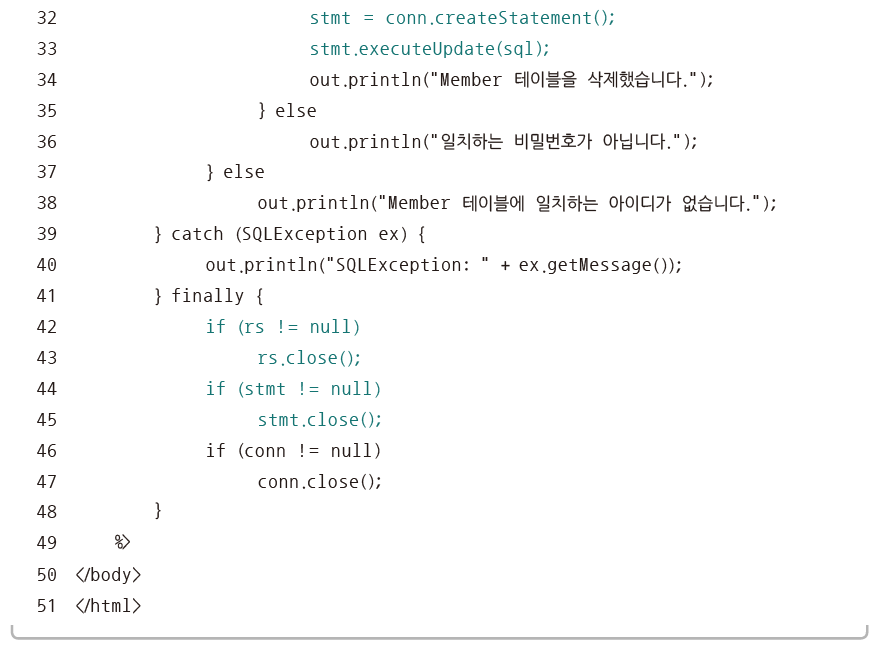 32 stmt = conn.createStatement();
33 stmt.executeUpdate(sql);
34 out.println("Member 테이블을 삭제했습니다.");
35 } else
36 out.println("일치하는 비밀번호가 아닙니다.");
37 } else
38 out.println("Member 테이블에 일치하는 아이디가 없습니다.");
39 } catch (SQLException ex) {
40 out.println("SQLException: " + ex.getMessage());
41 } finally {
42 if (rs != null)
43 rs.close();
44 if (stmt != null)
45 stmt.close();
46 if (conn != null)
47 conn.close();
48 }
49 %>
50 </body>
51 </html>